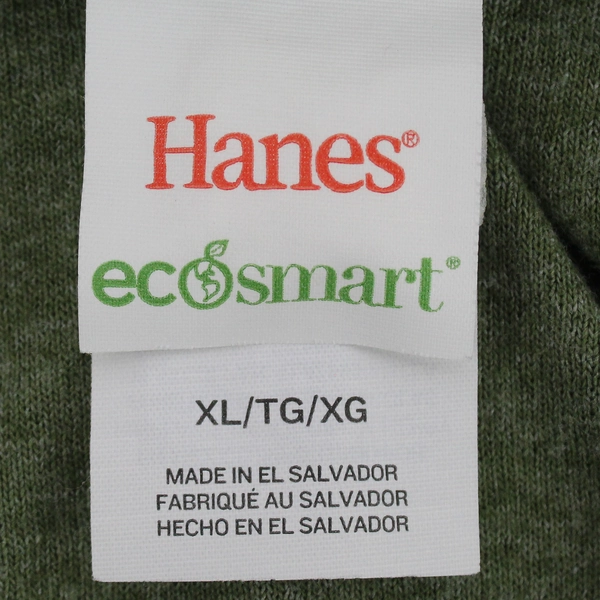 Hanes®
ecosmart®
XL/TG/XG
MADE IN EL SALVADOR
FABRIQUÉ AU SALVADOR
HECHO EN EL SALVADOR